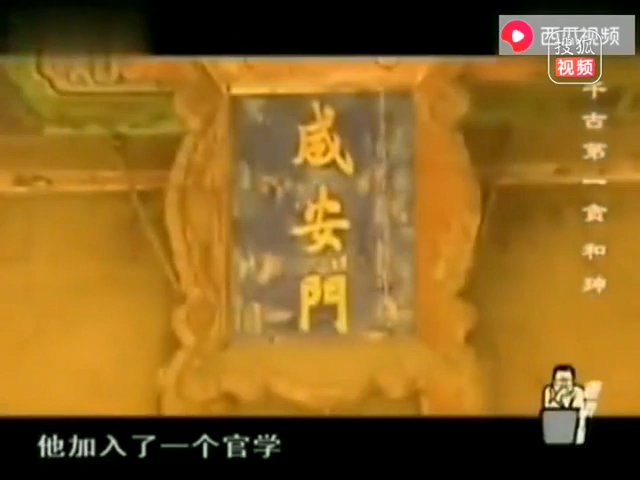 西瓜视频
搜狐
视频
千古第一贪和珅
咸安門
他加入了一个官学